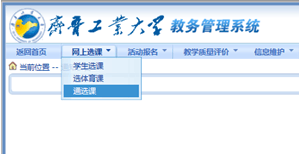 齐鲁工业大学 教务管理系统
返回首页 网上选课 活动报名 教学质量评价 信息维护
当前位置 --
学生选课
选体育课
通选课